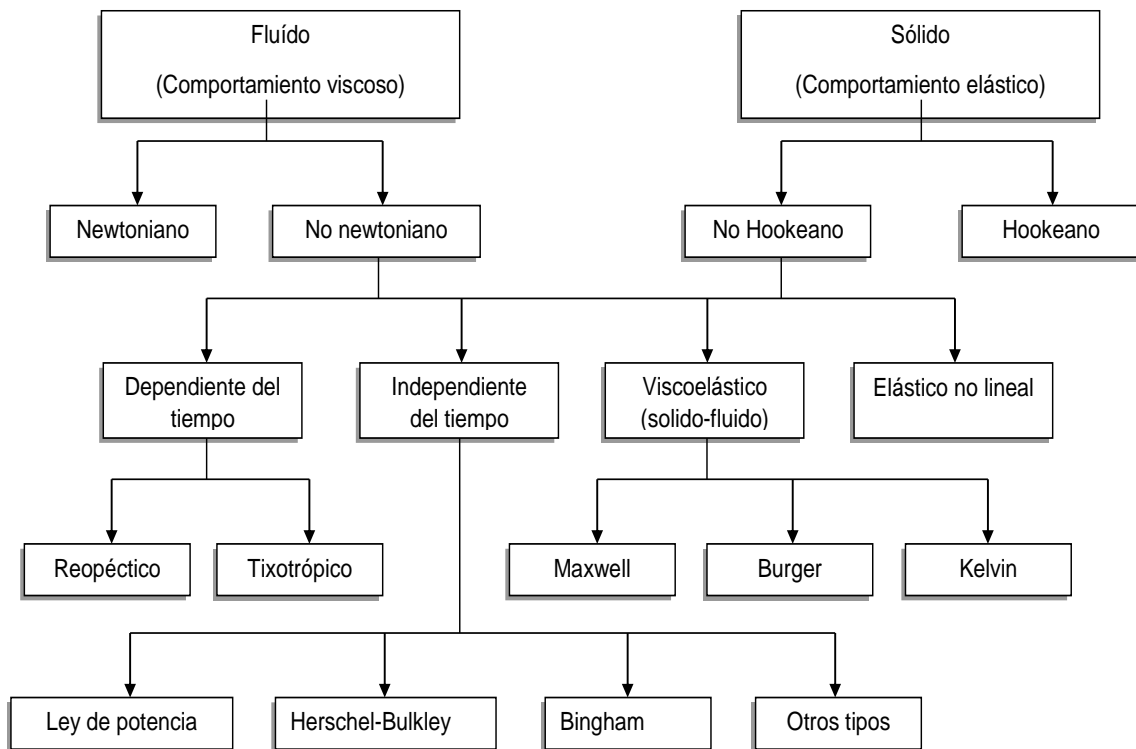 Fluído
(Comportamiento viscoso)
Sólido
(Comportamiento elástico)
Newtoniano
No newtoniano
No Hookeano
Hookeano
Dependiente del
tiempo
Independiente
del tiempo
Viscoelástico
(solido-fluido)
Elástico no lineal
Reopéctico
Tixotrópico
Maxwell
Burger
Kelvin
Ley de potencia
Herschel-Bulkley
Bingham
Otros tipos